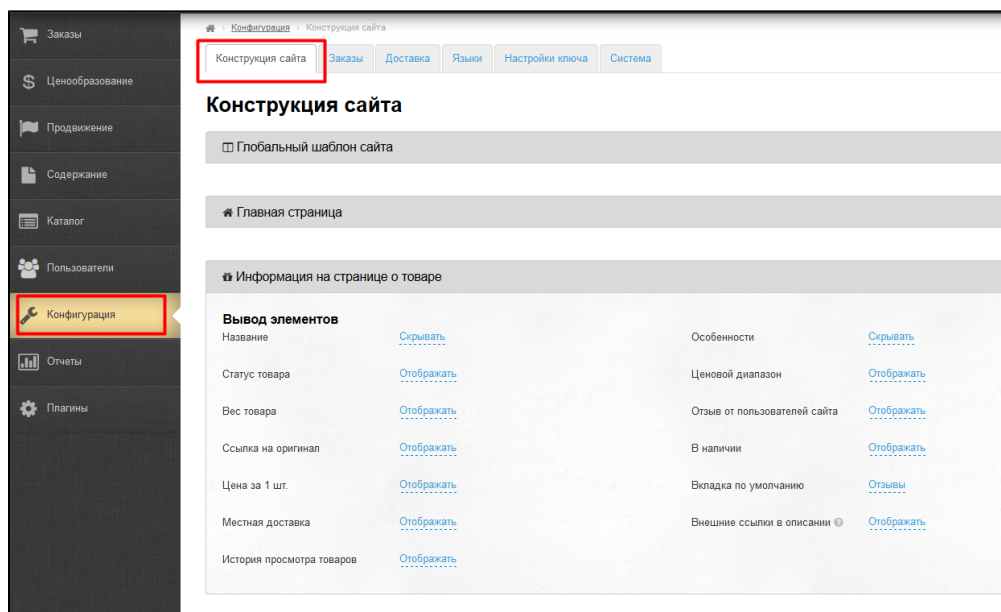 Заказы
Ценообразование
Продвижение
Содержание
Каталог
Пользователи
Конфигурация
Отчеты
Плагины
Конфигурация Конструкция сайта
Конструкция сайта Заказы Доставка Языки Настройки ключа Система
Конструкция сайта
Глобальный шаблон сайта
Главная страница
Информация на странице о товаре
Вывод элементов
Название Скрывать Особенности Скрывать
Статус товара Отображать Ценовой диапазон Отображать
Вес товара Отображать Отзыв от пользователей сайта Отображать
Ссылка на оригинал Отображать В наличии Отображать
Цена за 1 шт. Отображать Вкладка по умолчанию Отзывы
Местная доставка Отображать Внешние ссылки в описании Отображать
История просмотра товаров Отображать